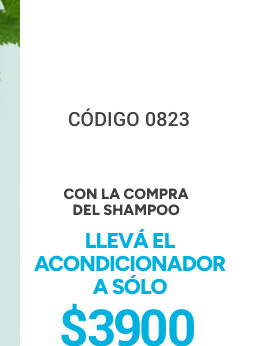 CÓDIGO 0823
CON LA COMPRA
DEL SHAMPOO
LLEVÁ EL
ACONDICIONADOR
A SÓLO
$3900